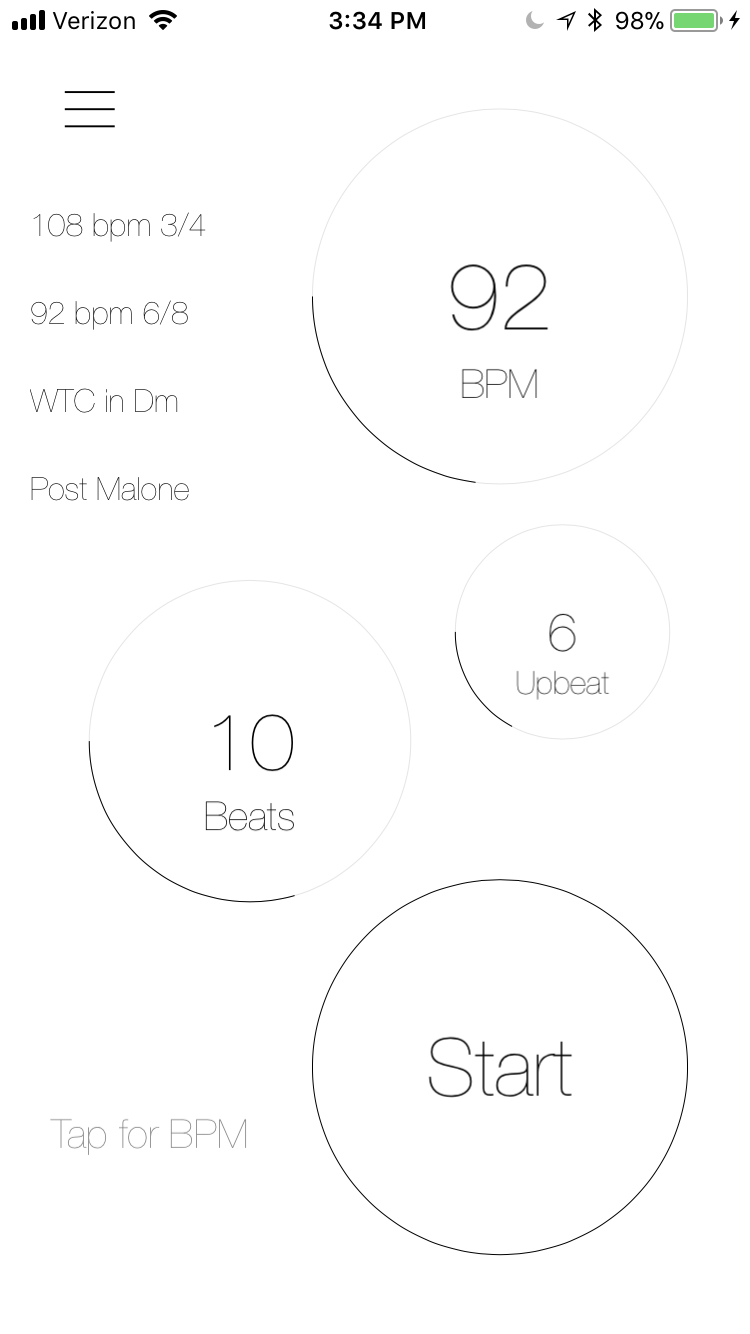 Verizon 3:34 PM 98%
108 bpm 3/4
92 bpm 6/8
WTC in Dm
Post Malone
92
BPM
6
Upbeat
10
Beats
Start
Tap for BPM